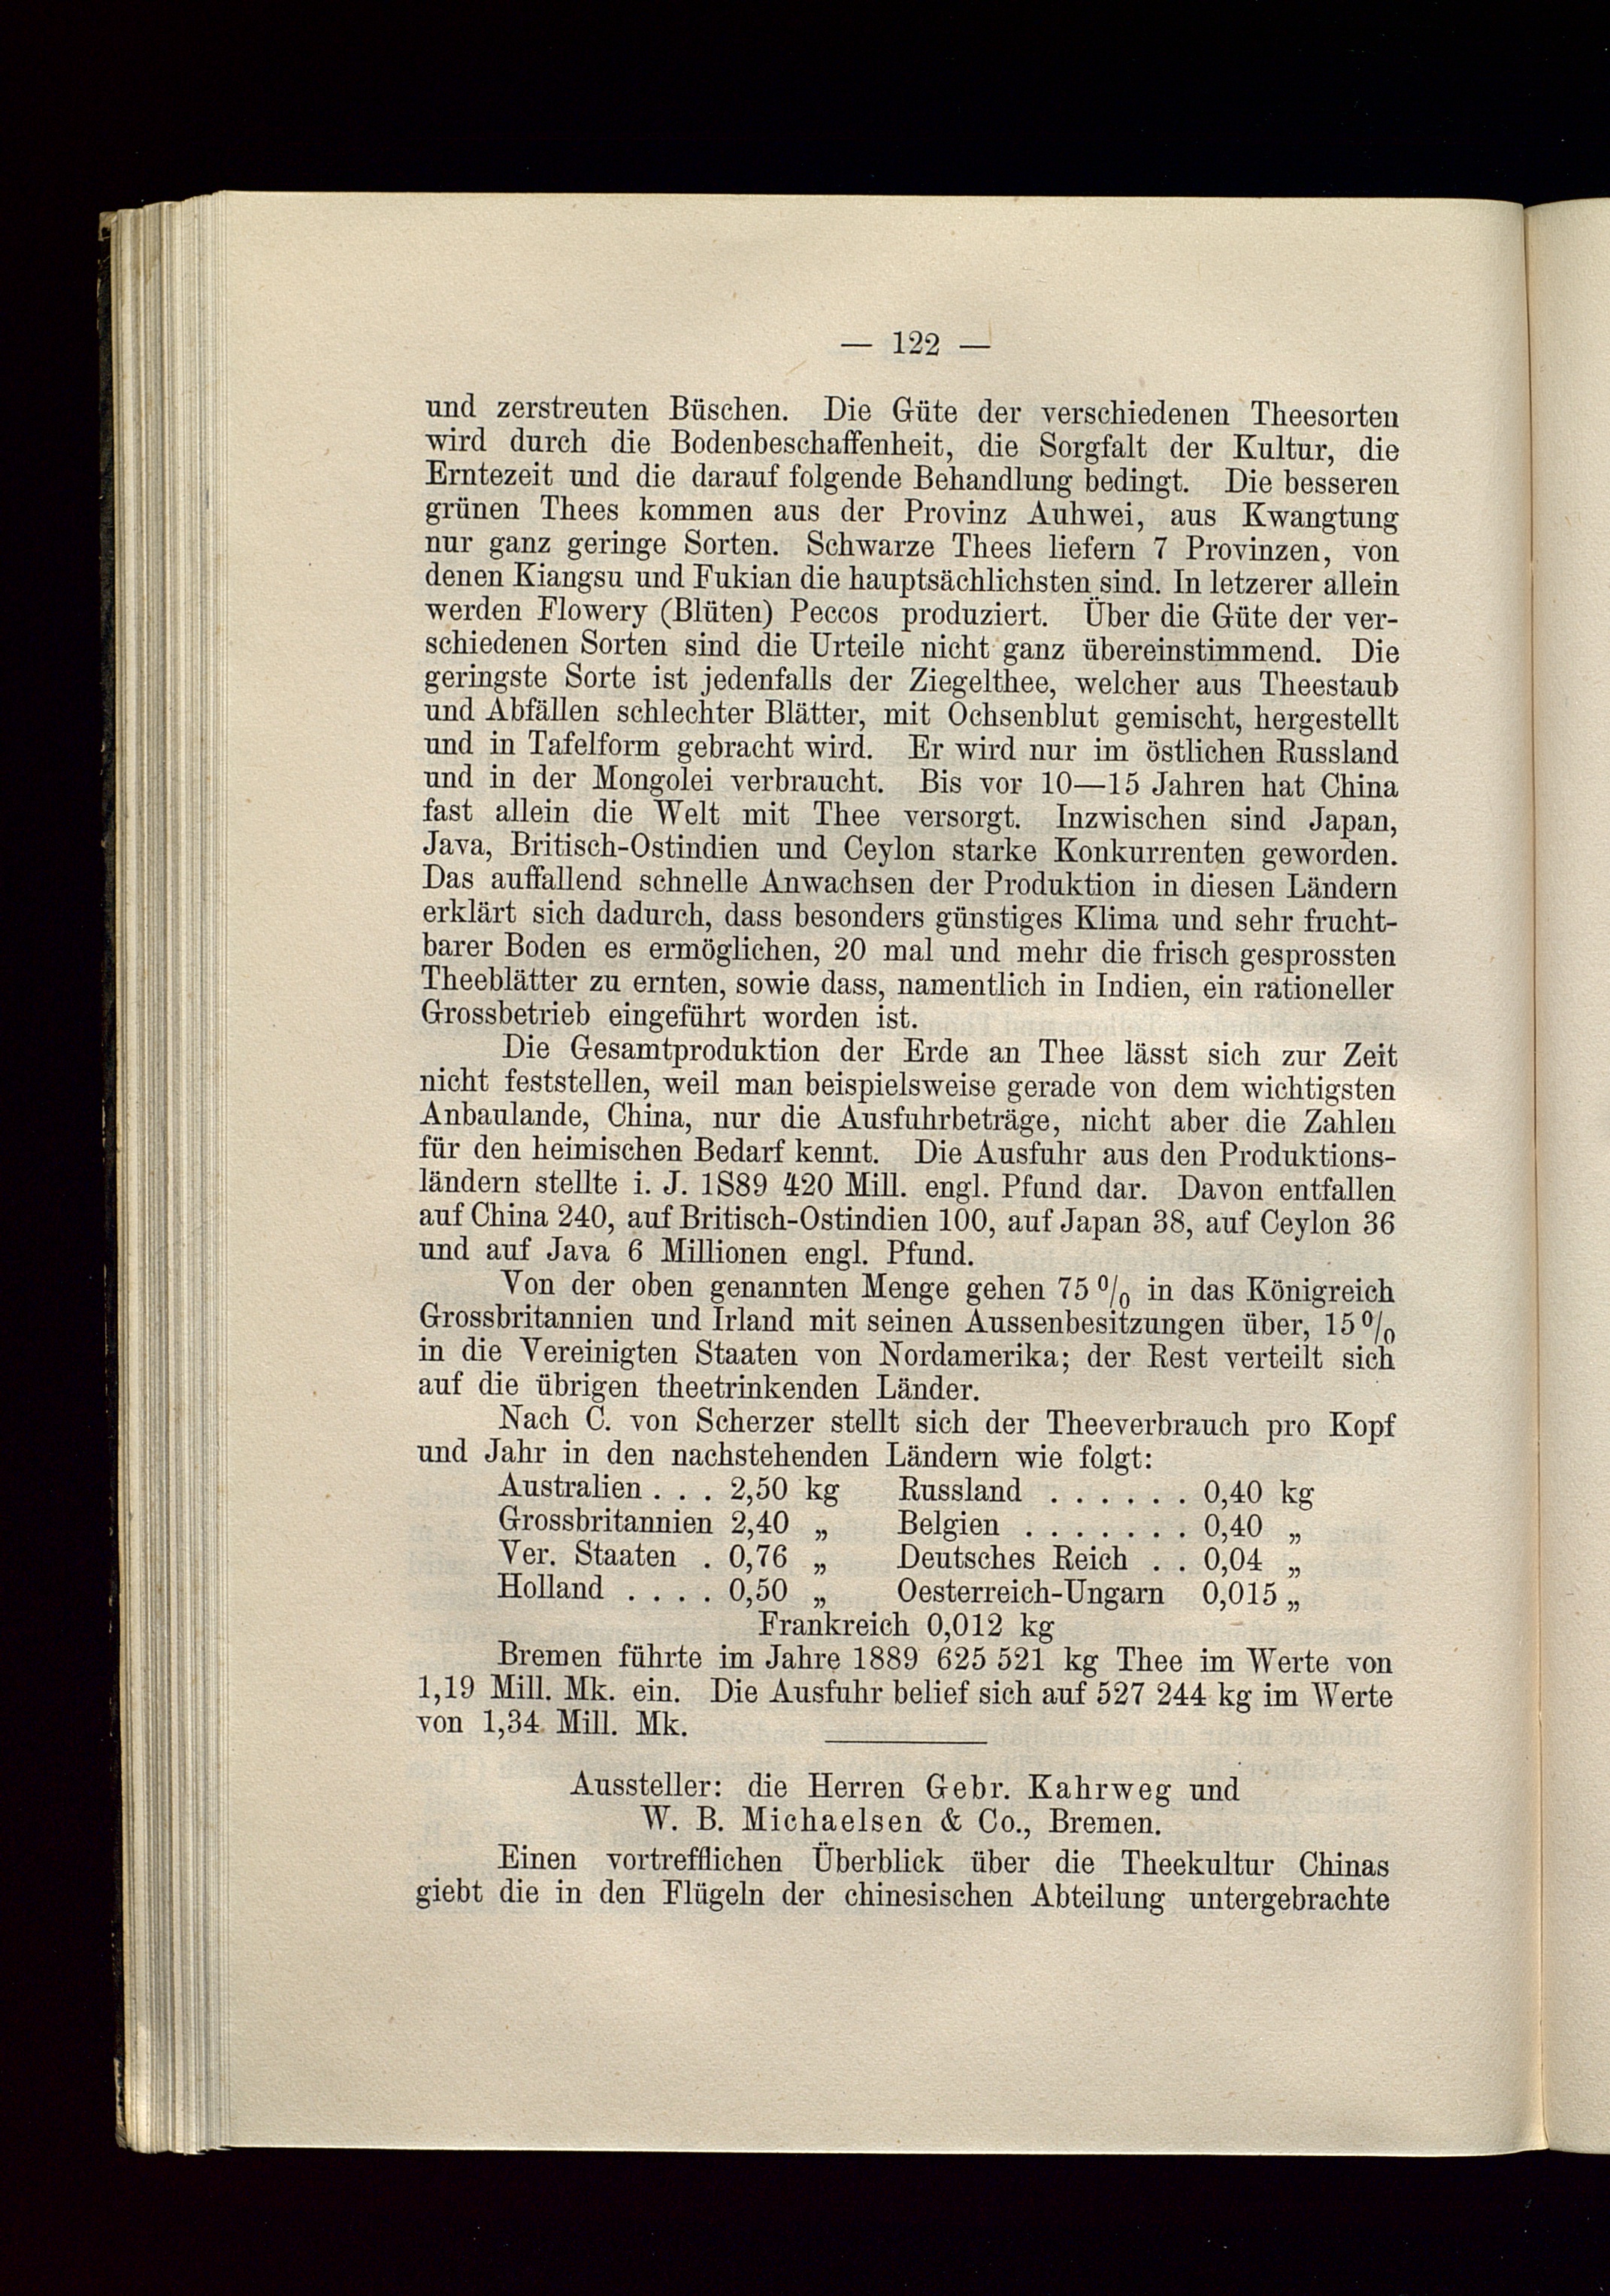 — 122 —
und zerstreuten Büschen. Die Güte der verschiedenen Theesorten
wird durch die Bodenbeschaffenheit, die Sorgfalt der Kultur, die
Erntezeit und die darauf folgende Behandlung bedingt. Die besseren
grünen Thees kommen aus der Provinz Auhwei, aus Kwangtung
nur ganz geringe Sorten. Schwarze Thees liefern 7 Provinzen, von
denen Kiangsu und Fukian die hauptsächlichsten sind. In letzerer allein
werden Flowery (Blüten) Peccos produziert. Über die Güte der ver-
schiedenen Sorten sind die Urteile nicht ganz übereinstimmend. Die
geringste Sorte ist jedenfalls der Ziegelthee, welcher aus Theestaub
und Abfällen schlechter Blätter, mit Ochsenblut gemischt, hergestellt
und in Tafelform gebracht wird. Er wird nur im östlichen Russland
und in der Mongolei verbraucht. Bis vor 10—15 Jahren hat China
fast allein die Welt mit Thee versorgt. Inzwischen sind Japan,
Java, Britisch-Ostindien und Ceylon starke Konkurrenten geworden.
Das auffallend schnelle Anwachsen der Produktion in diesen Ländern
erklärt sich dadurch, dass besonders günstiges Klima und sehr frucht-
barer Boden es ermöglichen, 20 mal und mehr die frisch gesprossten
Theeblätter zu ernten, sowie dass, namentlich in Indien, ein rationeller
Grossbetrieb eingeführt worden ist.
Die Gesamtproduktion der Erde an Thee lässt sich zur Zeit
nicht feststellen, weil man beispielsweise gerade von dem wichtigsten
Anbaulande, China, nur die Ausfuhrbeträge, nicht aber die Zahlen
für den heimischen Bedarf kennt. Die Ausfuhr aus den Produktions-
ländern stellte i. J. 1889 420 Mill. engl. Pfund dar. Davon entfallen
auf China 240, auf Britisch-Ostindien 100, auf Japan 38, auf Ceylon 36
und auf Java 6 Millionen engl. Pfund.
Von der oben genannten Menge gehen 75 % in das Königreich
Grossbritannien und Irland mit seinen Aussenbesitzungen über, 15 %
in die Vereinigten Staaten von Nordamerika; der Rest verteilt sich
auf die übrigen theetrinkenden Länder.
Nach C. von Scherzer stellt sich der Theeverbrauch pro Kopf
und Jahr in den nachstehenden Ländern wie folgt:
Australien . . . 2,50 kg Russland . . . . . . 0,40 kg
Grossbritannien 2,40 „ Belgien . . . . . . . 0,40 „
Ver. Staaten . 0,76 „ Deutsches Reich . . 0,04 „
Holland . . . . 0,50 „ Oesterreich-Ungarn 0,015 „
Frankreich 0,012 kg
Bremen führte im Jahre 1889 625 521 kg Thee im Werte von
1,19 Mill. Mk. ein. Die Ausfuhr belief sich auf 527 244 kg im Werte
von 1,34 Mill. Mk.
Aussteller: die Herren Gebr. Kahrweg und
W. B. Michaelsen & Co., Bremen.
Einen vortrefflichen Überblick über die Theekultur Chinas
giebt die in den Flügeln der chinesischen Abteilung untergebrachte